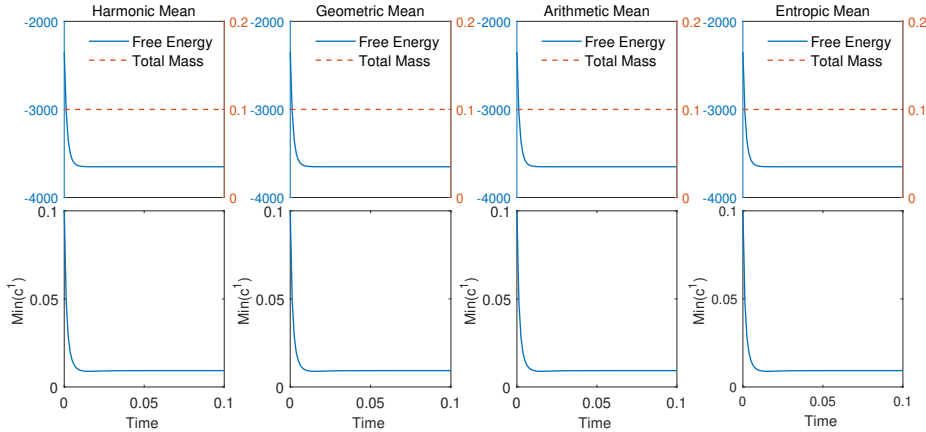 Harmonic Mean
Geometric Mean
Arithmetic Mean
Entropic Mean
-2000
-3000
-4000
Free Energy
Total Mass
0.2
0.1
0
-2000
-3000
-4000
Free Energy
Total Mass
0.2
0.1
0
-2000
-3000
-4000
Free Energy
Total Mass
0.2
0.1
0
-2000
-3000
-4000
Free Energy
Total Mass
0.2
0.1
0
Min(c¹)
0.1
0.05
0
0 0.05 0.1
Time
Min(c¹)
0.1
0.05
0
0 0.05 0.1
Time
Min(c¹)
0.1
0.05
0
0 0.05 0.1
Time
Min(c¹)
0.1
0.05
0
0 0.05 0.1
Time